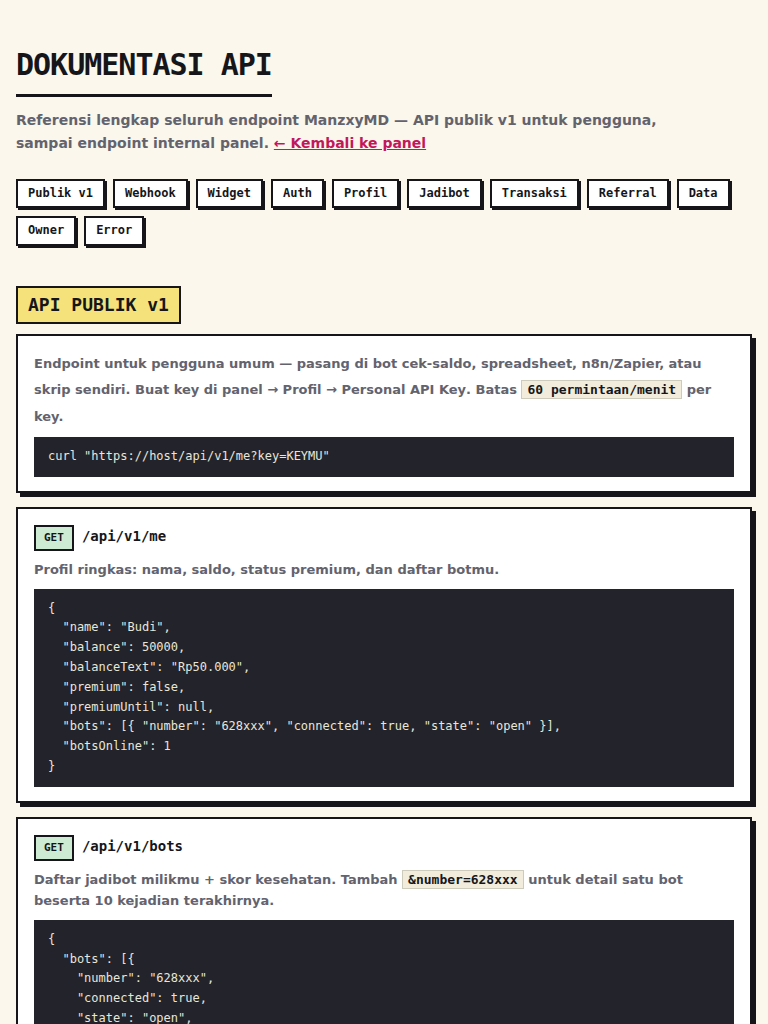 DOKUMENTASI API
Referensi lengkap seluruh endpoint ManzxyMD — API publik v1 untuk pengguna,
sampai endpoint internal panel. ← Kembali ke panel
Publik v1 Webhook Widget Auth Profil Jadibot Transaksi Referral Data
Owner Error
API PUBLIK v1
Endpoint untuk pengguna umum — pasang di bot cek-saldo, spreadsheet, n8n/Zapier, atau
skrip sendiri. Buat key di panel → Profil → Personal API Key. Batas 60 permintaan/menit per
key.
curl "https://host/api/v1/me?key=KEYMU"
GET /api/v1/me
Profil ringkas: nama, saldo, status premium, dan daftar botmu.
{
  "name": "Budi",
  "balance": 50000,
  "balanceText": "Rp50.000",
  "premium": false,
  "premiumUntil": null,
  "bots": [{ "number": "628xxx", "connected": true, "state": "open" }],
  "botsOnline": 1
}
GET /api/v1/bots
Daftar jadibot milikmu + skor kesehatan. Tambah &number=628xxx untuk detail satu bot
beserta 10 kejadian terakhirnya.
{
  "bots": [{
    "number": "628xxx",
    "connected": true,
    "state": "open",